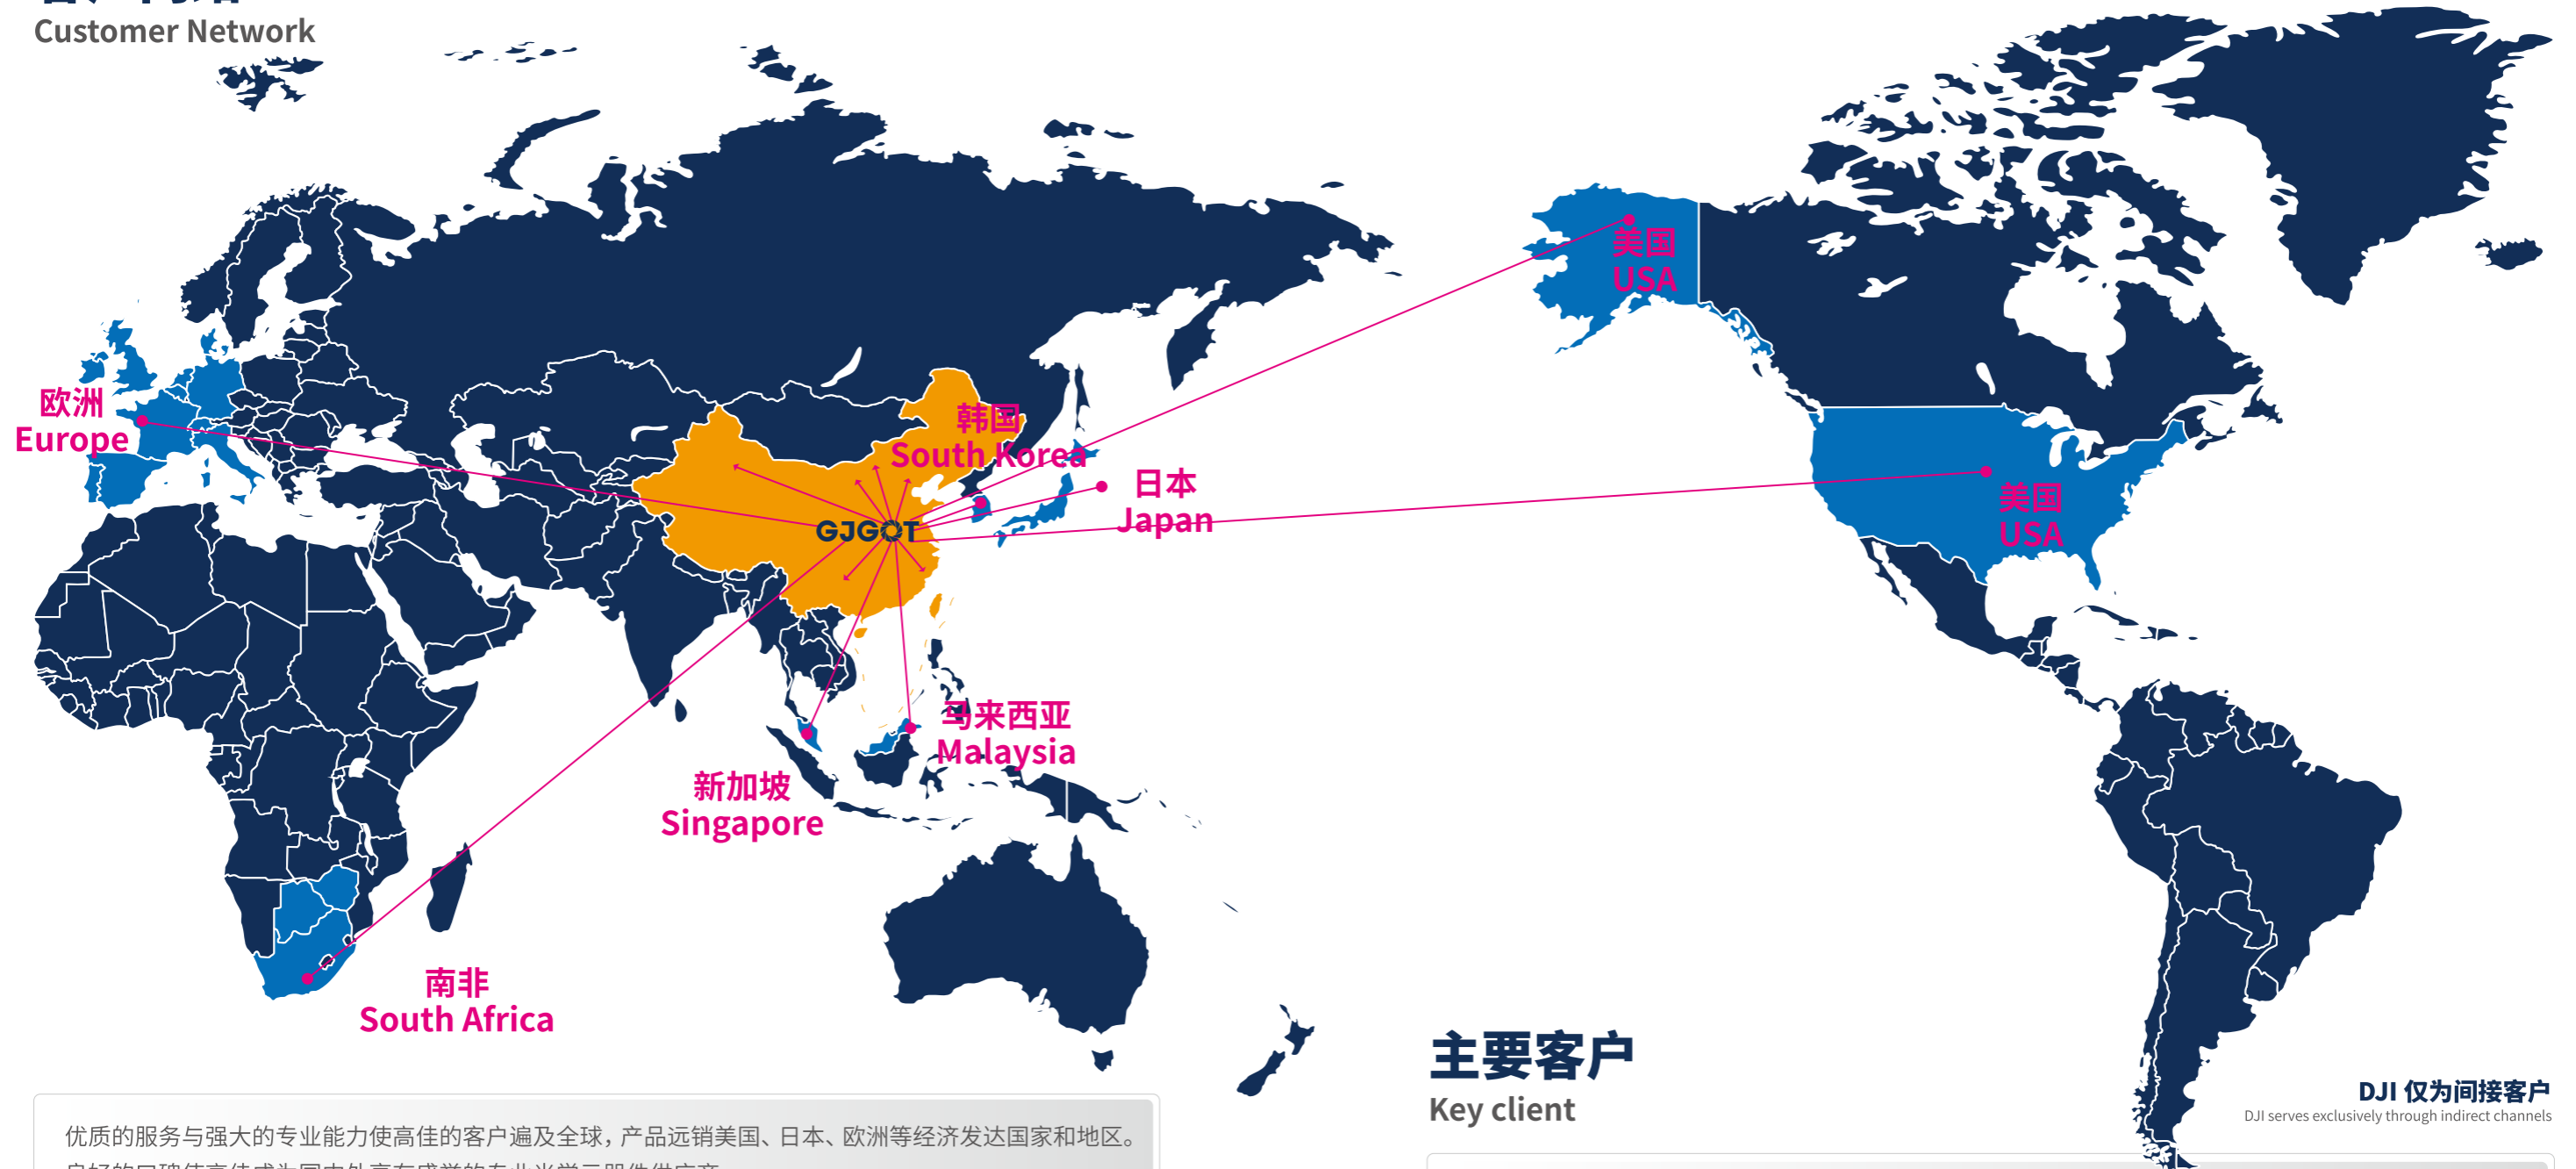 Customer Network
美国
USA
欧洲
Europe
韩国
South Korea
日本
Japan
美国
USA
GJGOT
马来西亚
Malaysia
新加坡
Singapore
南非
South Africa
主要客户
Key client
DJI 仅为间接客户
DJI serves exclusively through indirect channels
优质的服务与强大的专业能力使高佳的客户遍及全球，产品远销美国、日本、欧洲等经济发达国家和地区。